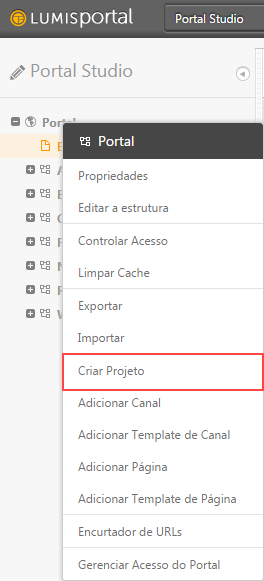 LUMISPORTAL
Portal Studio
Portal Studio
Portal
Portal
Propriedades
Editar a estrutura
Controlar Acesso
Limpar Cache
Exportar
Importar
Criar Projeto
Adicionar Canal
Adicionar Template de Canal
Adicionar Página
Adicionar Template de Página
Encurtador de URLs
Gerenciar Acesso do Portal